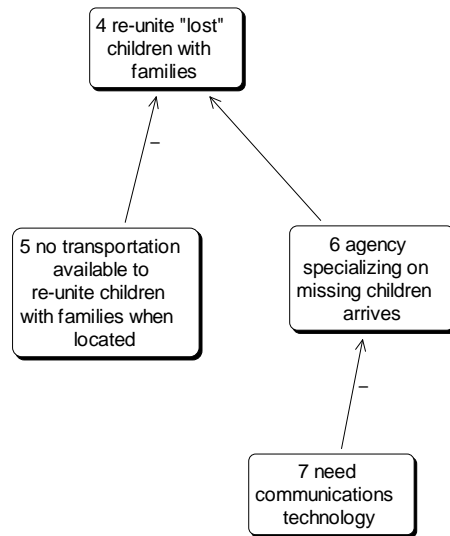 4 re-unite "lost"
children with
families
–
5 no transportation
available to
re-unite children
with families when
located
6 agency
specializing on
missing children
arrives
–
7 need
communications
technology